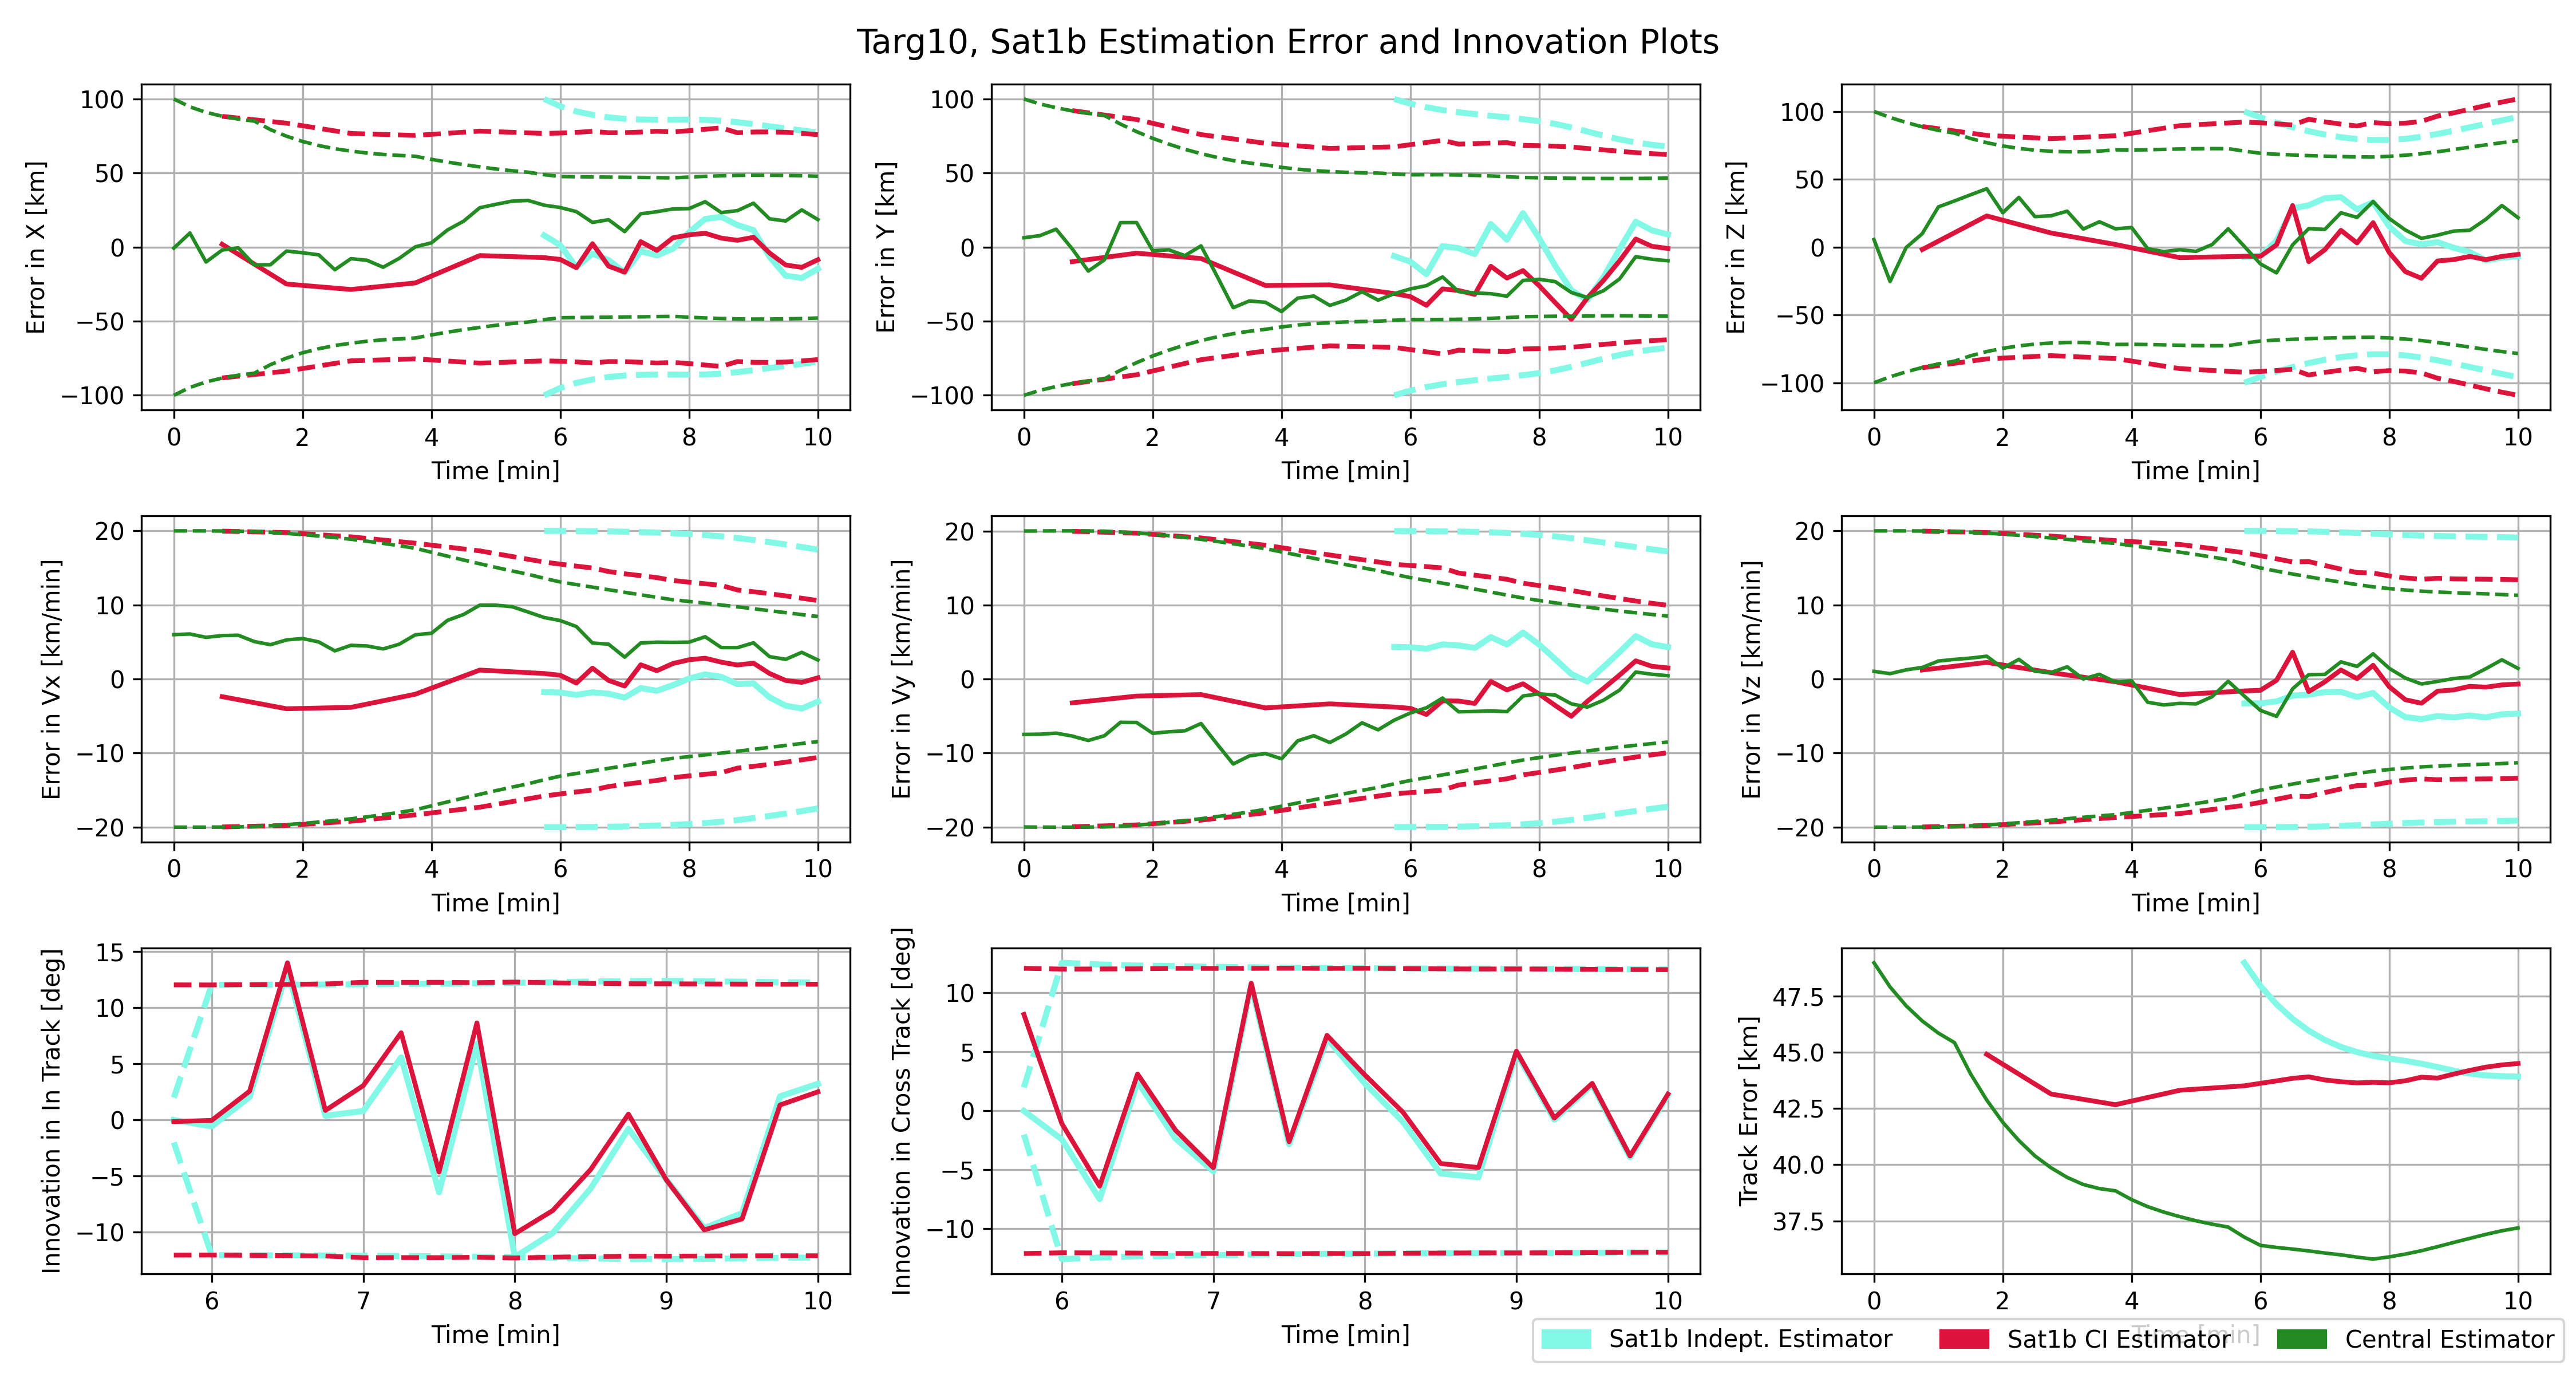 Targ10, Sat1b Estimation Error and Innovation Plots
Error in X [km]
100
50
0
−50
−100
0 2 4 6 8 10
Time [min]
Error in Y [km]
100
50
0
−50
−100
0 2 4 6 8 10
Time [min]
Error in Z [km]
100
50
0
−50
−100
0 2 4 6 8 10
Time [min]
Error in Vx [km/min]
20
10
0
−10
−20
0 2 4 6 8 10
Time [min]
Error in Vy [km/min]
20
10
0
−10
−20
0 2 4 6 8 10
Time [min]
Error in Vz [km/min]
20
10
0
−10
−20
0 2 4 6 8 10
Time [min]
Innovation in In Track [deg]
15
10
5
0
−5
−10
6 7 8 9 10
Time [min]
Innovation in Cross Track [deg]
10
5
0
−5
−10
6 7 8 9 10
Time [min]
Track Error [km]
47.5
45.0
42.5
40.0
37.5
0 2 4 6 8 10
Time [min]
Sat1b Indept. Estimator Sat1b CI Estimator Central Estimator